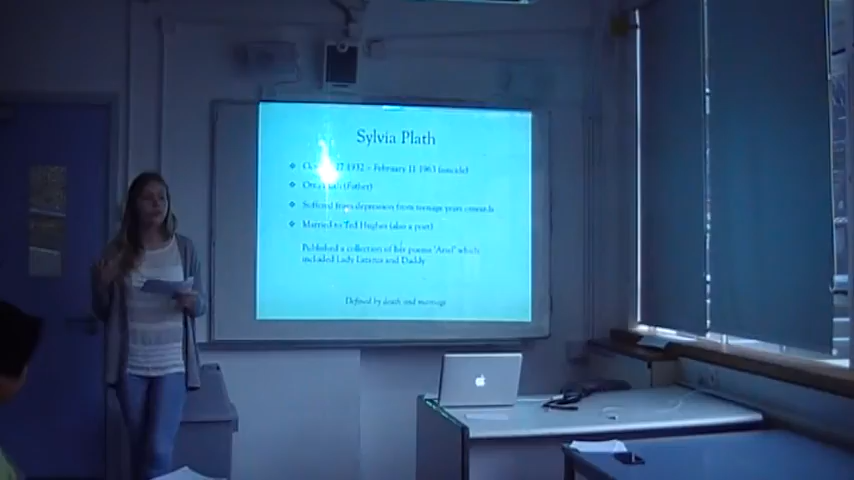 Sylvia Plath
27 1932 – February 11 1963 (suicide)
(Father)
Suffered from depression from teenage years onwards
Married to Ted Hughes (also a poet)
Published a collection of her poems "Ariel" which
included Lady Lazarus and Daddy
Defined by death and marriage